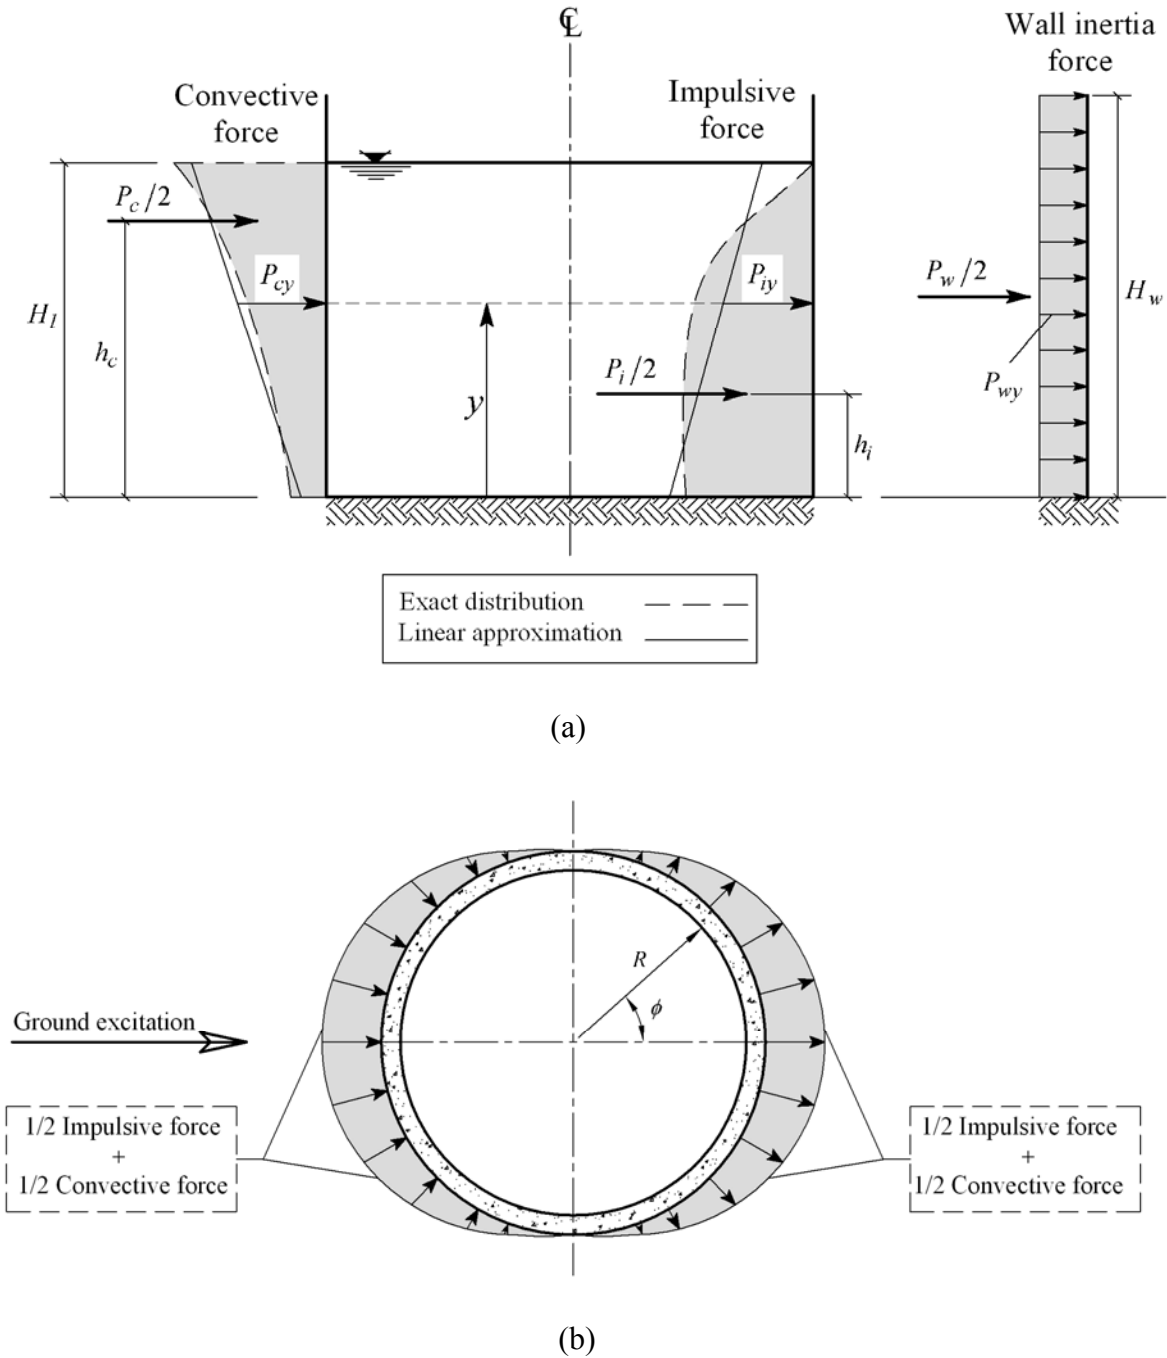 ℄
Wall inertia
force
Convective
force
Impulsive
force
P_c/2
P_cy
P_iy
P_w/2
H_w
H_l
h_c
P_i/2
y
P_wy
h_i
Exact distribution
Linear approximation
(a)
R
ϕ
Ground excitation
1/2 Impulsive force
+
1/2 Convective force
1/2 Impulsive force
+
1/2 Convective force
(b)